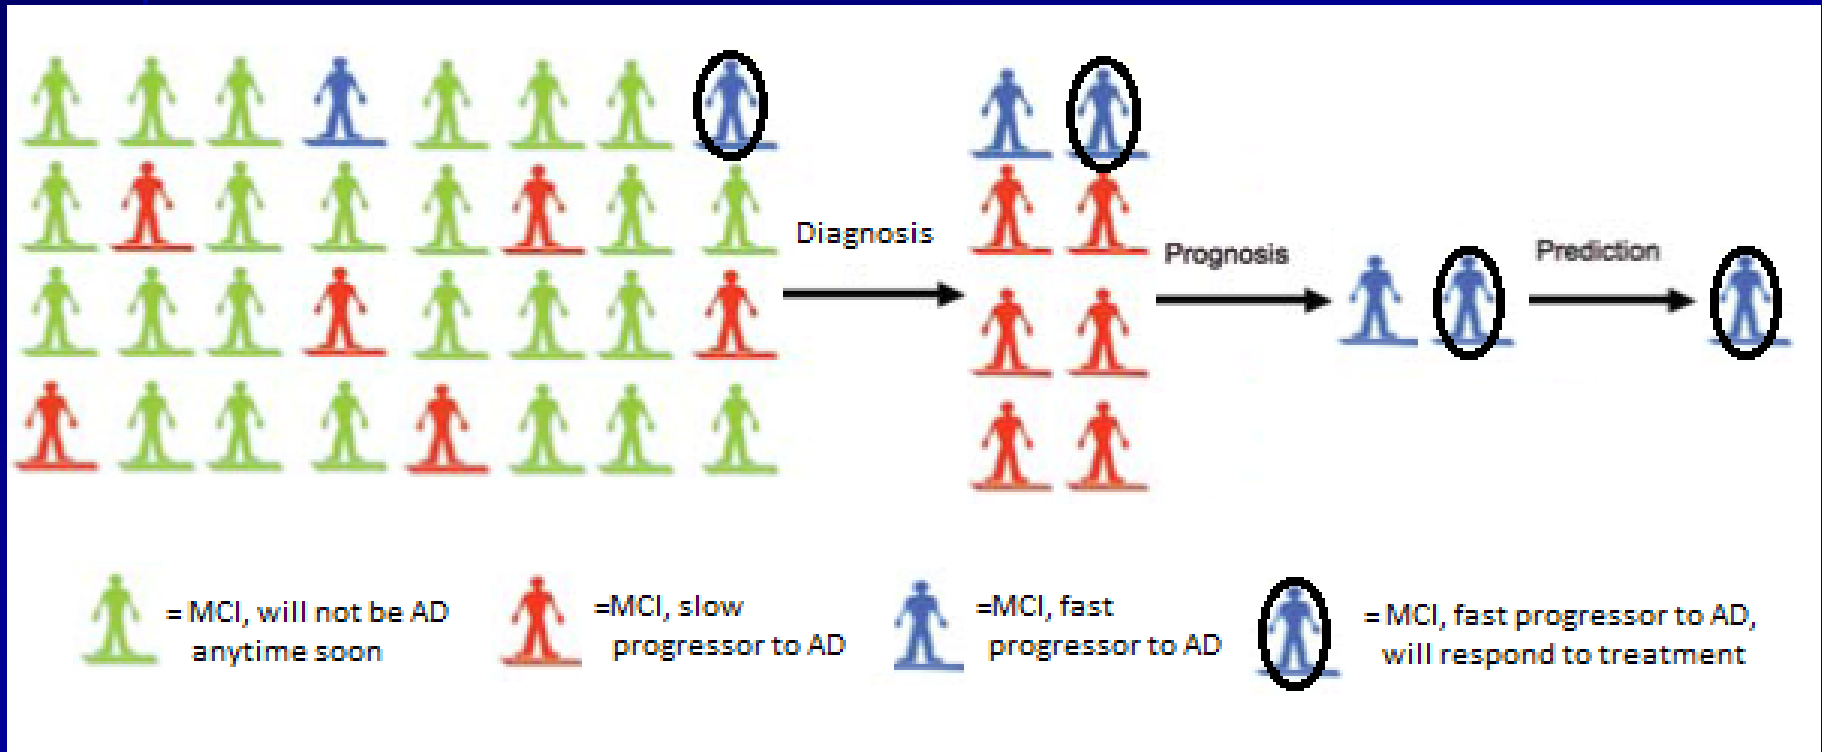 Diagnosis
Prognosis
Prediction
= MCI, will not be AD
anytime soon
=MCI, slow
progressor to AD
=MCI, fast
progressor to AD
= MCI, fast progressor to AD,
will respond to treatment